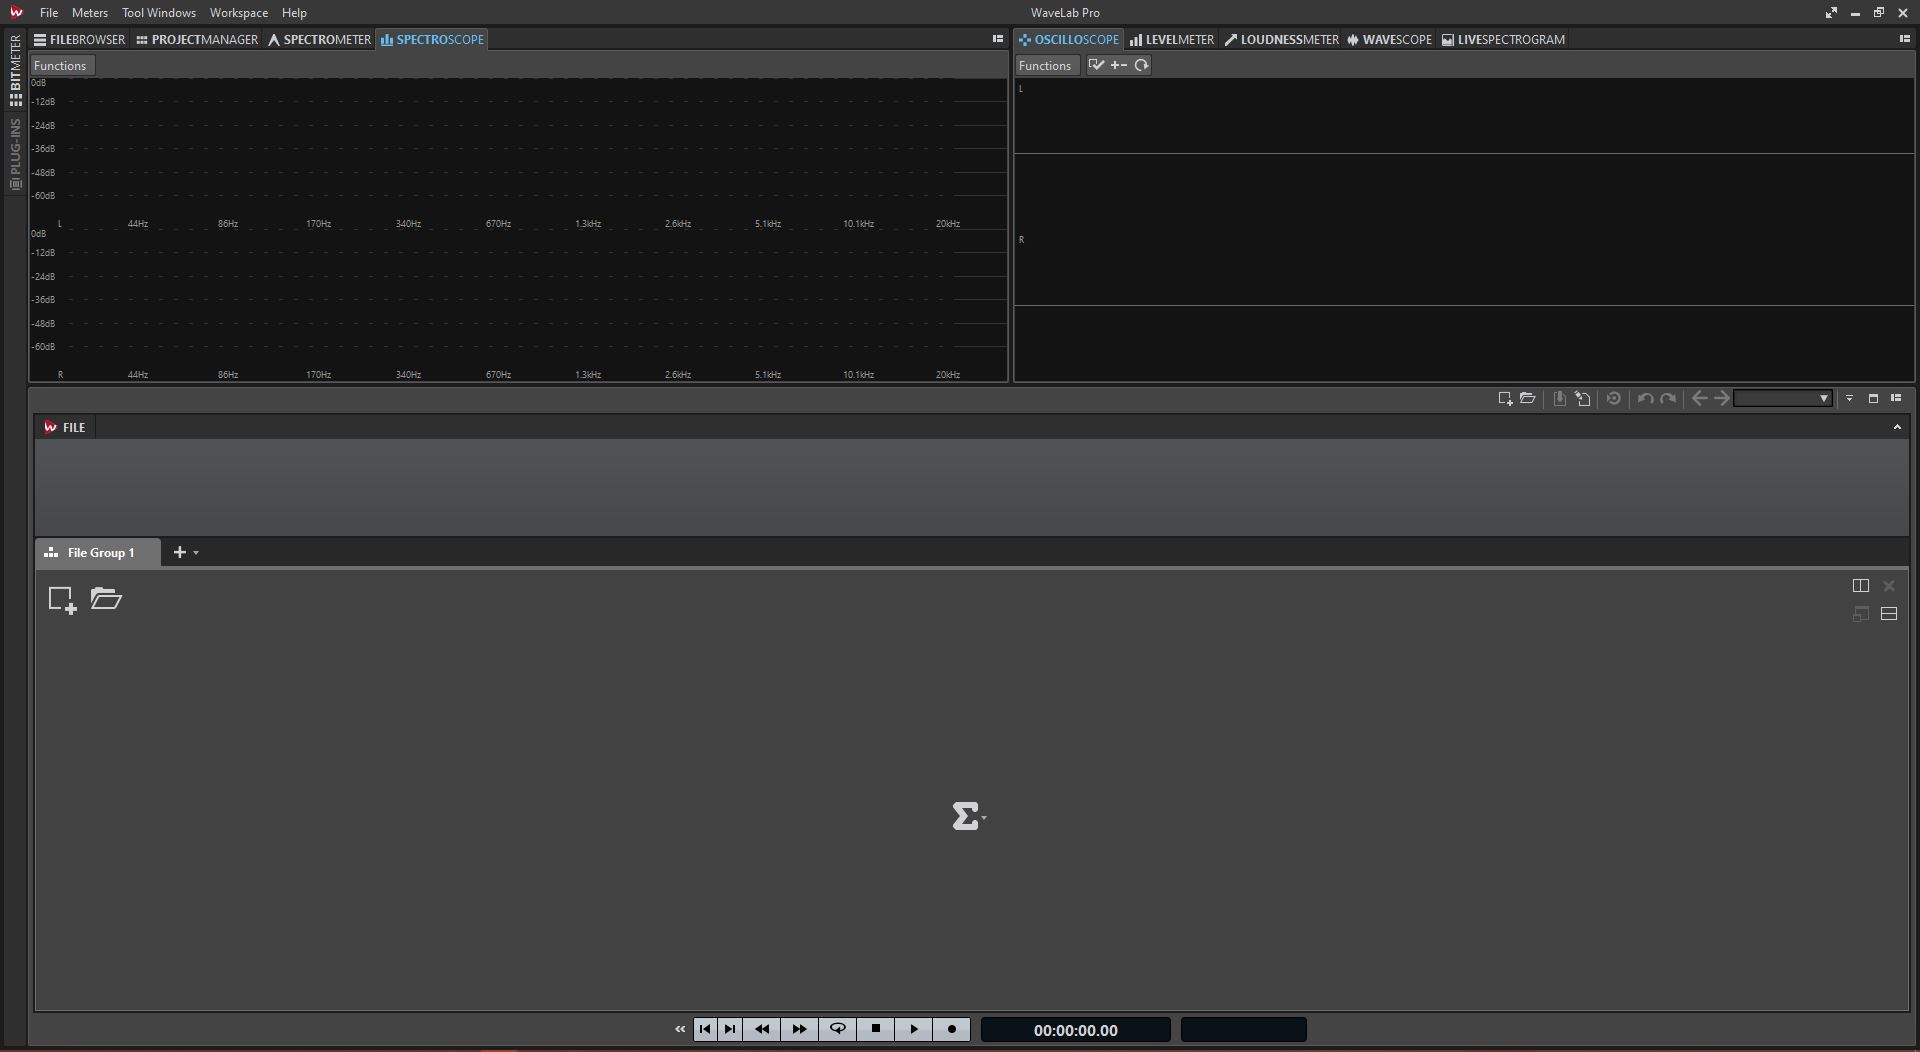 File Meters Tool Windows Workspace Help WaveLab Pro
BITMETER
PLUG-INS
FILEBROWSER PROJECTMANAGER SPECTROMETER SPECTROSCOPE
Functions
0dB
-12dB
-24dB
-36dB
-48dB
-60dB
L 44Hz 86Hz 170Hz 340Hz 670Hz 1.3kHz 2.6kHz 5.1kHz 10.1kHz 20kHz
0dB
-12dB
-24dB
-36dB
-48dB
-60dB
R 44Hz 86Hz 170Hz 340Hz 670Hz 1.3kHz 2.6kHz 5.1kHz 10.1kHz 20kHz
OSCILLOSCOPE LEVELMETER LOUDNESSMETER WAVESCOPE LIVESPECTROGRAM
Functions
L
R
FILE
File Group 1
00:00:00.00